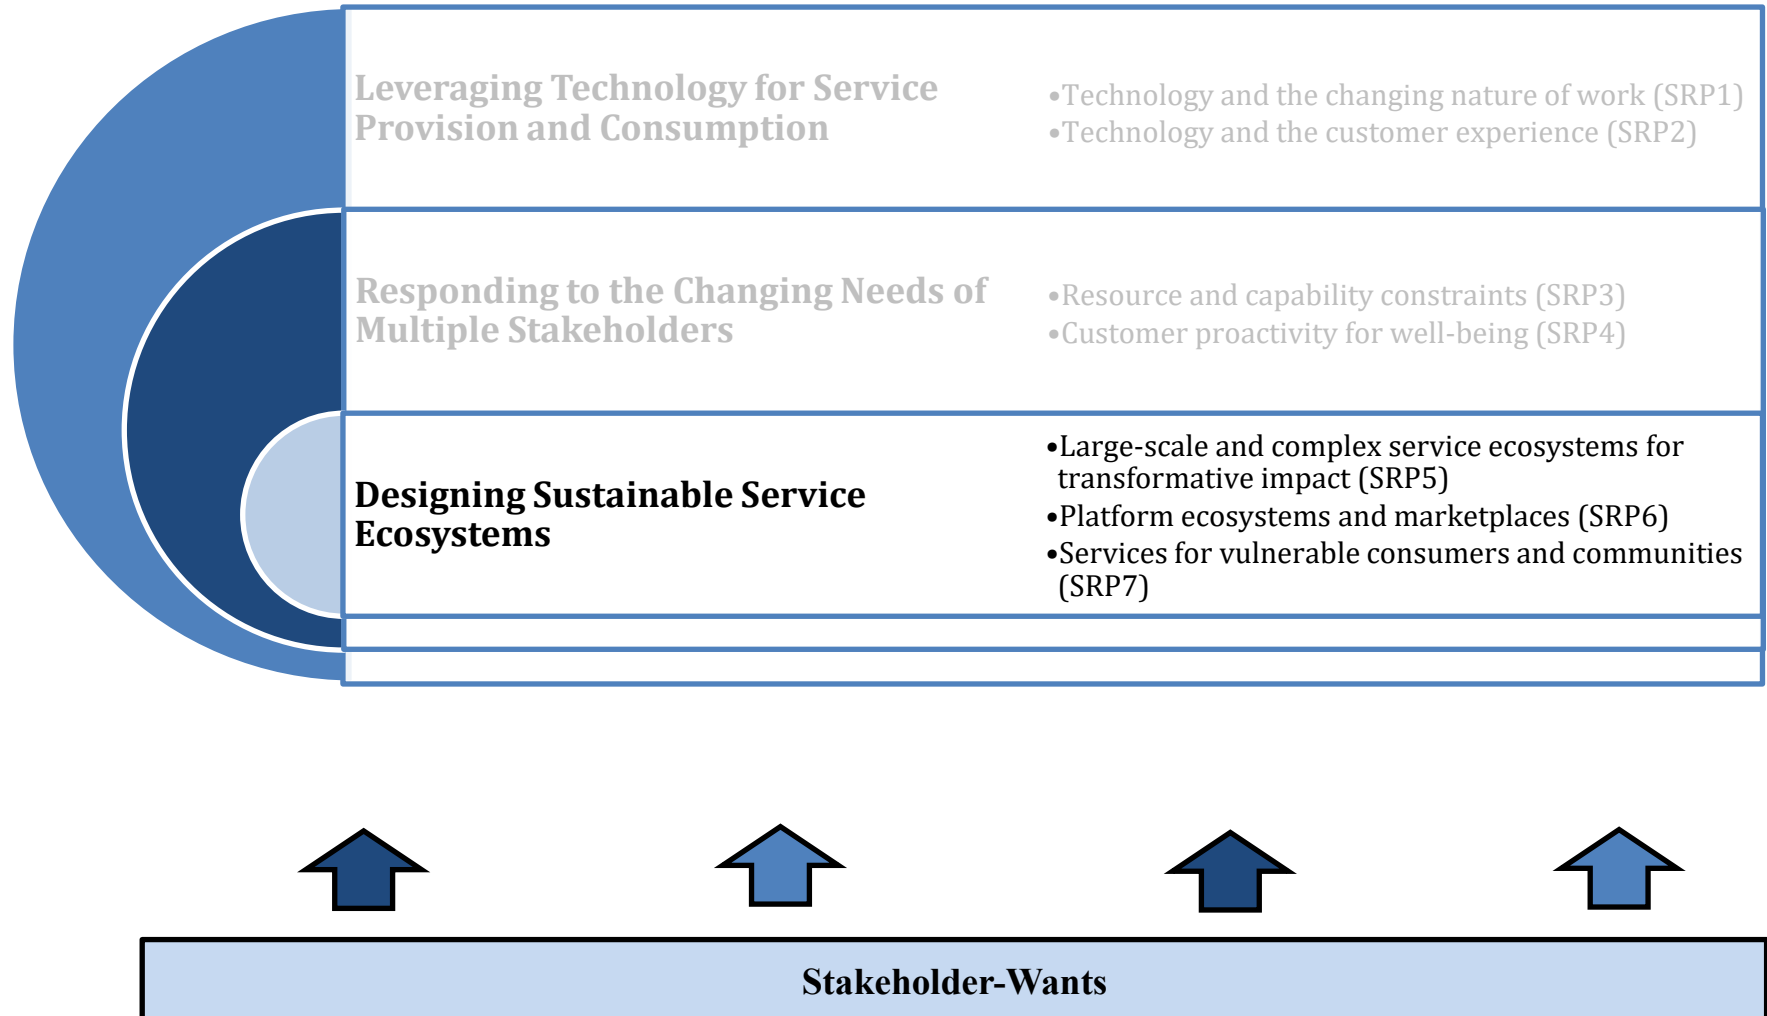 Leveraging Technology for Service
Provision and Consumption
•Technology and the changing nature of work (SRP1)
•Technology and the customer experience (SRP2)
Responding to the Changing Needs of
Multiple Stakeholders
•Resource and capability constraints (SRP3)
•Customer proactivity for well-being (SRP4)
Designing Sustainable Service
Ecosystems
•Large-scale and complex service ecosystems for
transformative impact (SRP5)
•Platform ecosystems and marketplaces (SRP6)
•Services for vulnerable consumers and communities
(SRP7)
Stakeholder-Wants